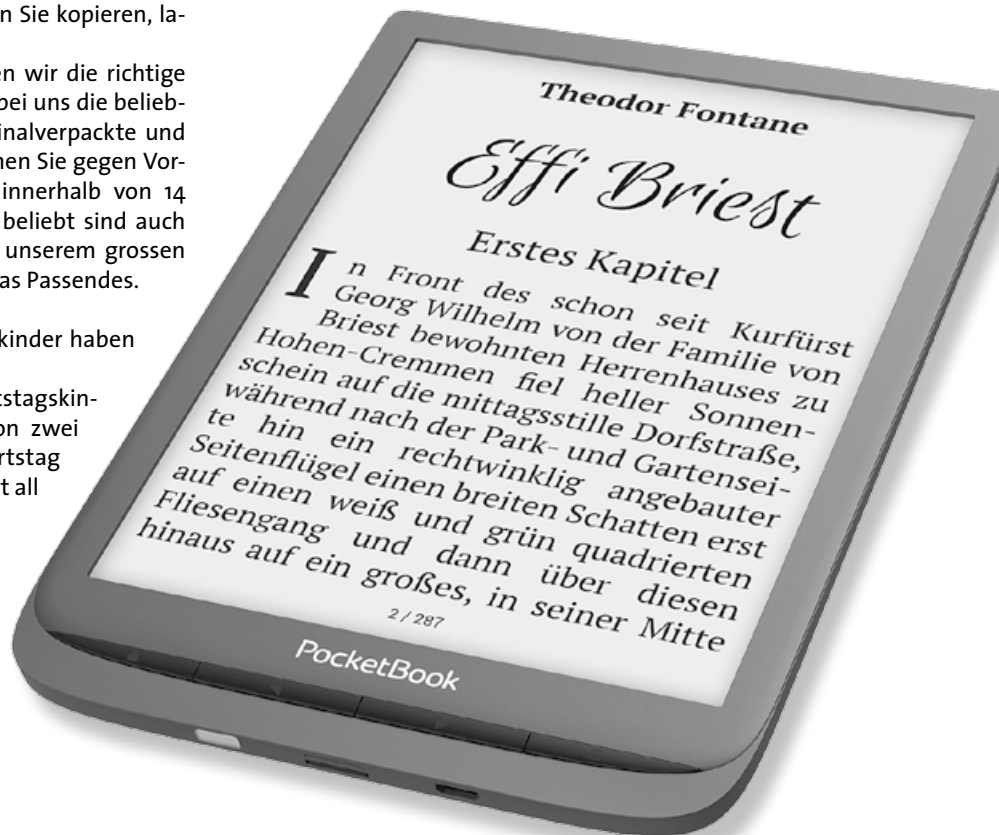 n Sie kopieren, la-
en wir die richtige
bei uns die belieb-
inalverpackte und
nen Sie gegen Vor-
innerhalb von 14
beliebt sind auch
unserem grossen
as Passendes.
kinder haben
tstagskin-
on zwei
rtstag
t all
Theodor Fontane
Effi Briest
Erstes Kapitel
In Front des schon seit Kurfürst
Georg Wilhelm von der Familie von
Briest bewohnten Herrenhauses zu
Hohen-Cremmen fiel heller Sonnen-
schein auf die mittagsstille Dorfstraße,
während nach der Park- und Gartensei-
te hin ein rechtwinklig angebauter
Seitenflügel einen breiten Schatten erst
auf einen weiß und grün quadrierten
Fliesengang und dann über diesen
hinaus auf ein großes, in seiner Mitte
2 / 287
PocketBook